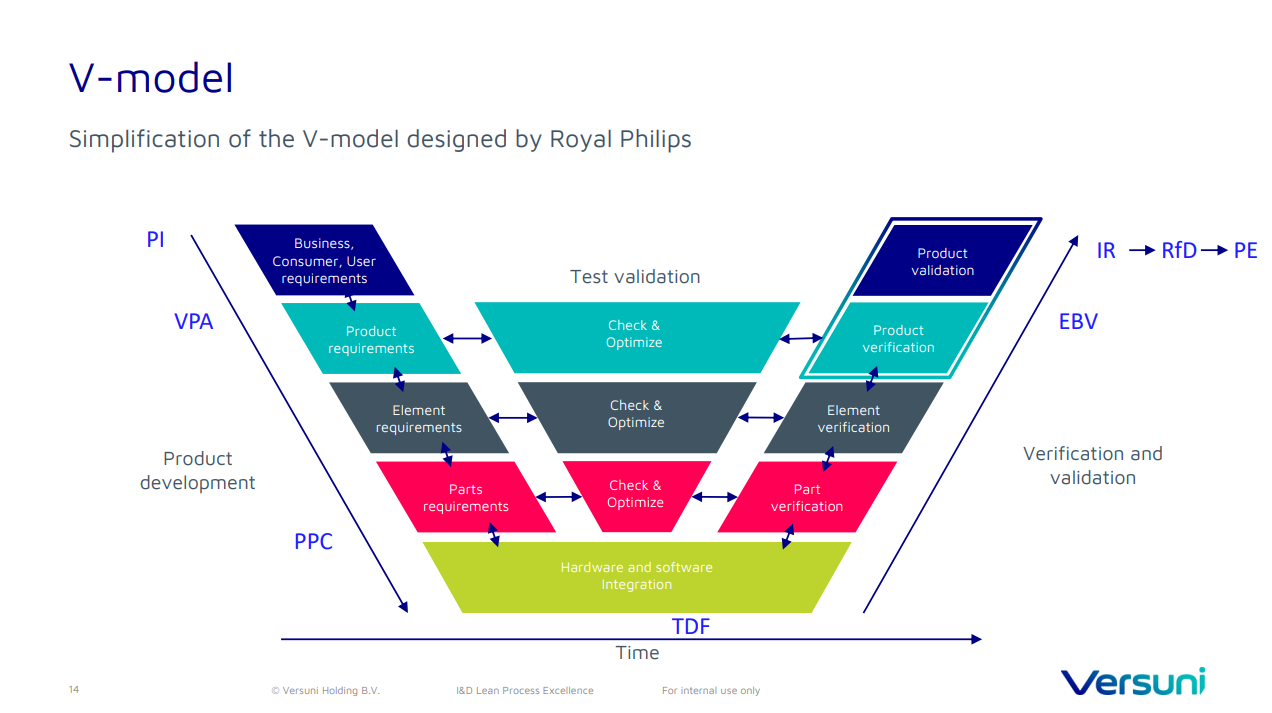 V-model
Simplification of the V-model designed by Royal Philips
PI
Business,
Consumer, User
requirements
Product
validation
IR
RfD
PE
Test validation
VPA
Product
requirements
Check &
Optimize
Product
verification
EBV
Element
requirements
Check &
Optimize
Element
verification
Product
development
Verification and
validation
Parts
requirements
Check &
Optimize
Part
verification
PPC
Hardware and software
Integration
TDF
Time
14
© Versuni Holding B.V.
I&D Lean Process Excellence
For internal use only
Versuni